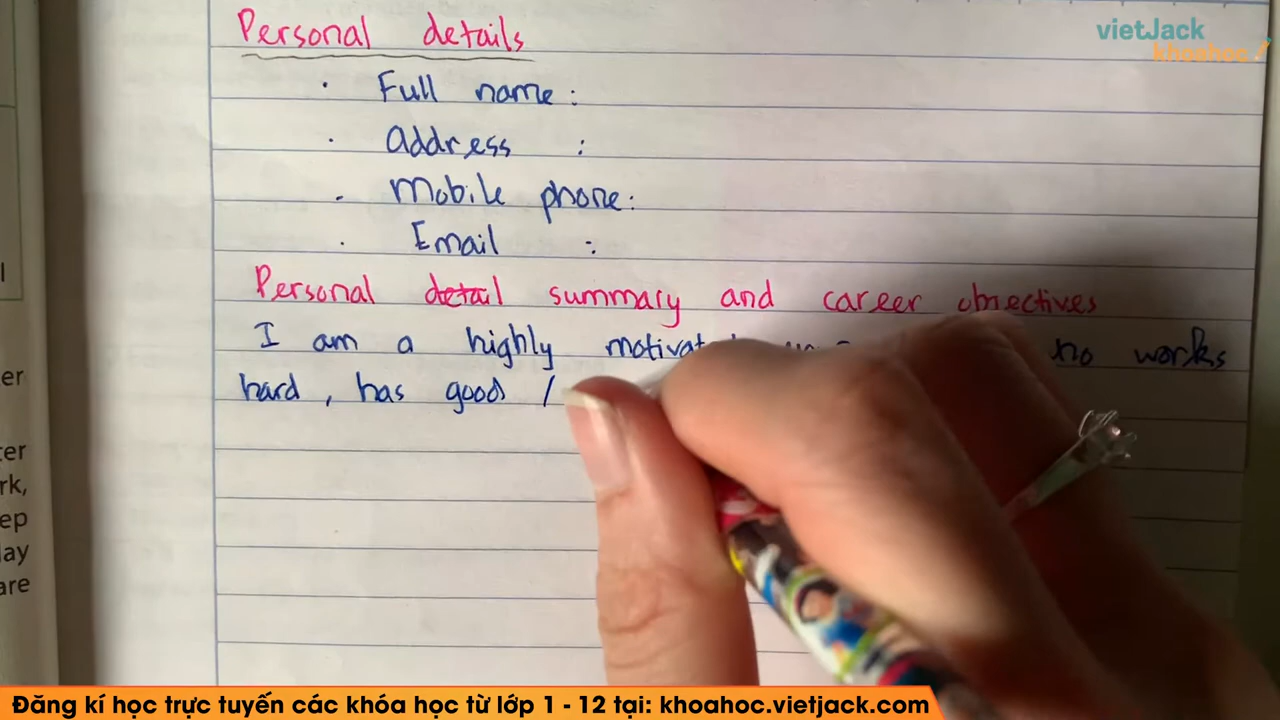 vietJack
khoahoc
Personal details
· Full name :
· Address :
- Mobile phone:
· Email :
Personal detail summary and career objectives
I am a highly works
hard , has good
er
ter
rk,
ep
lay
are
Đăng kí học trực tuyến các khóa học từ lớp 1 - 12 tại: khoahoc.vietjack.com